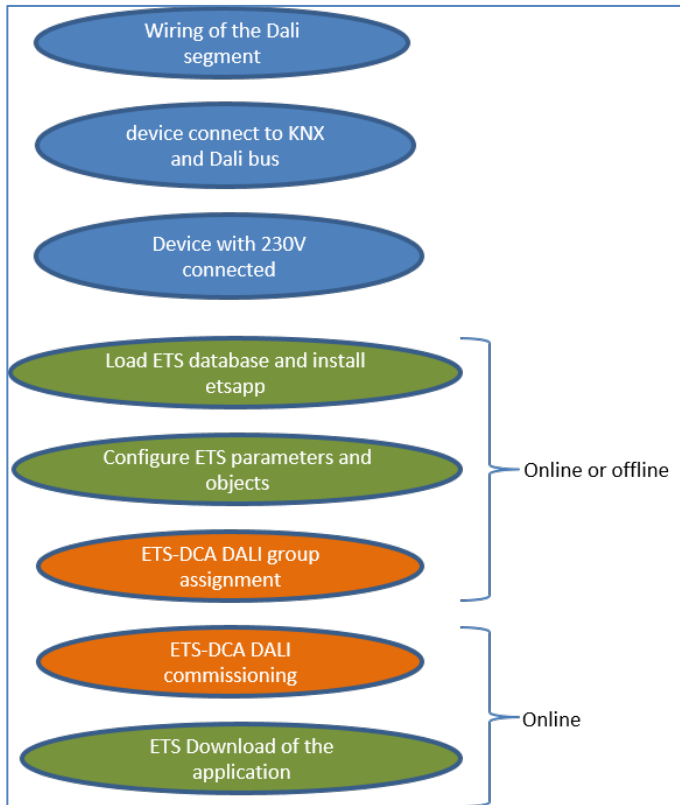 Wiring of the Dali
segment
device connect to KNX
and Dali bus
Device with 230V
connected
Load ETS database and install
etsapp
Configure ETS parameters and
objects
Online or offline
ETS-DCA DALI group
assignment
ETS-DCA DALI
commissioning
Online
ETS Download of the
application